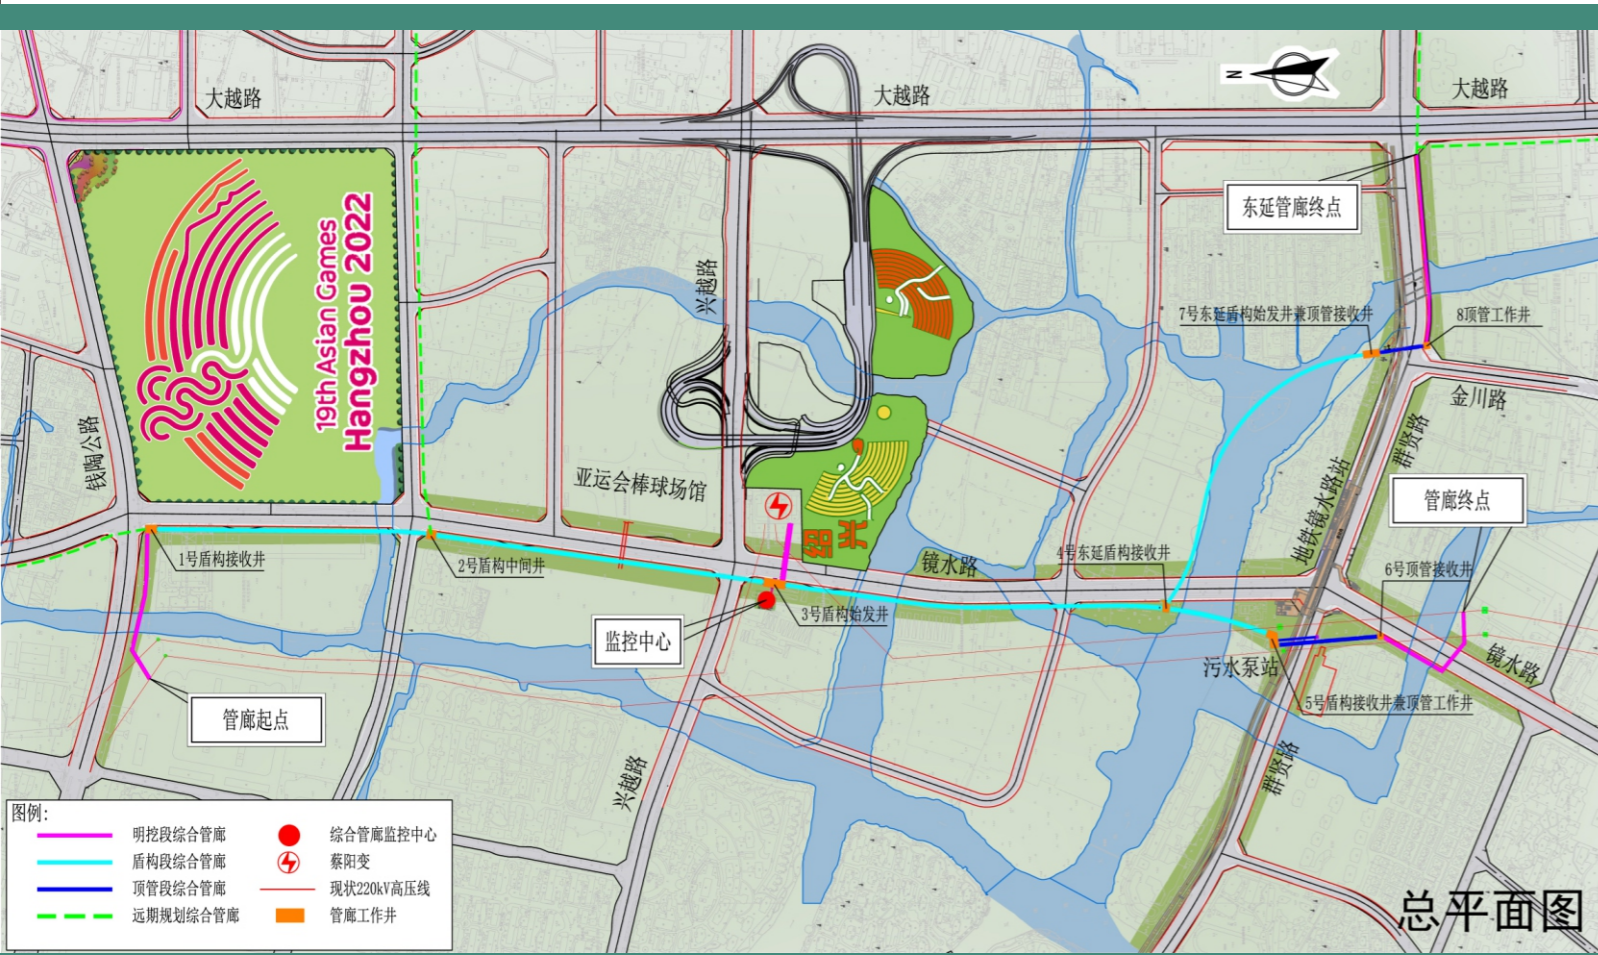 大越路
大越路
大越路
N
19th Asian Games
Hangzhou 2022
东延管廊终点
兴越路
7号东延盾构始发井兼顶管接收井
8顶管工作井
金川路
群贤路
钱陶公路
亚运会棒球场馆
地铁镜水路站
管廊终点
绍兴
1号盾构接收井
2号盾构中间井
镜水路
4号东延盾构接收井
6号顶管接收井
3号盾构始发井
监控中心
污水泵站
镜水路
5号盾构接收井兼顶管工作井
管廊起点
兴越路
群贤路
图例:
明挖段综合管廊
综合管廊监控中心
盾构段综合管廊
蔡阳变
顶管段综合管廊
现状220kV高压线
远期规划综合管廊
管廊工作井
总平面图